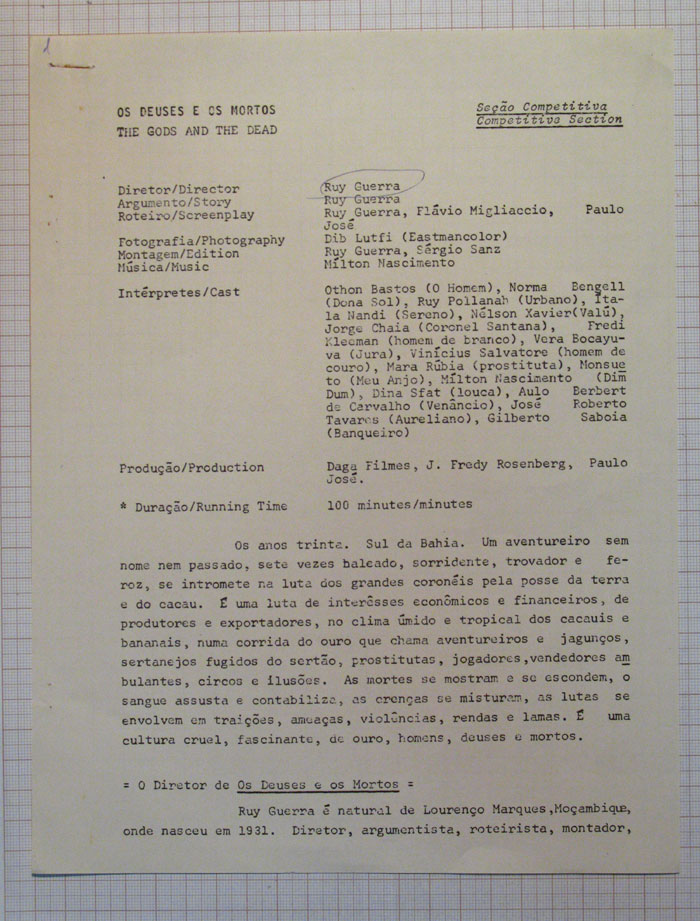 1
OS DEUSES E OS MORTOS
THE GODS AND THE DEAD
Seção Competitiva
Competitive Section
Diretor/Director Ruy Guerra
Argumento/Story Ruy Guerra
Roteiro/Screenplay Ruy Guerra, Flávio Migliaccio, Paulo
José
Fotografia/Photography Dib Lutfi (Eastmancolor)
Montagem/Edition Ruy Guerra, Sérgio Sanz
Música/Music Milton Nascimento
Intérpretes/Cast Othon Bastos (O Homem), Norma Bengell
(Dona Sol), Ruy Pollanah (Urbano), Íta-
la Nandi (Sereno), Nélson Xavier(Valú),
Jorge Chaia (Coronel Santana), Fredi
Kleeman (homem de branco), Vera Bocayu-
va (Jura), Vinícius Salvatore (homem de
couro), Mara Rúbia (prostituta), Monsue
to (Meu Anjo), Milton Nascimento (Dim
Dum), Dina Sfat (louca), Aulo Berbert
de Carvalho (Venâncio), José Roberto
Tavares (Aureliano), Gilberto Saboia
(Banqueiro)
Produção/Production Daga Filmes, J. Fredy Rosenberg, Paulo
José.
* Duração/Running Time 100 minutes/minutes
Os anos trinta. Sul da Bahia. Um aventureiro sem
nome nem passado, sete vezes baleado, sorridente, trovador e fe-
roz, se intromete na luta dos grandes coronéis pela posse da terra
e do cacau. É uma luta de interêsses econômicos e financeiros, de
produtores e exportadores, no clima úmido e tropical dos cacauis e
bananais, numa corrida do ouro que chama aventureiros e jagunços,
sertanejos fugidos do sertão, prostitutas, jogadores,vendedores am
bulantes, circos e ilusões. As mortes se mostram e se escondem, o
sangue assusta e contabiliza, as crenças se misturam, as lutas se
envolvem em traições, ameaças, violências, rendas e lamas. É uma
cultura cruel, fascinante, de ouro, homens, deuses e mortos.
= O Diretor de Os Deuses e os Mortos =
Ruy Guerra é natural de Lourenço Marques,Moçambique,
onde nasceu em 1931. Diretor, argumentista, roteirista, montador,